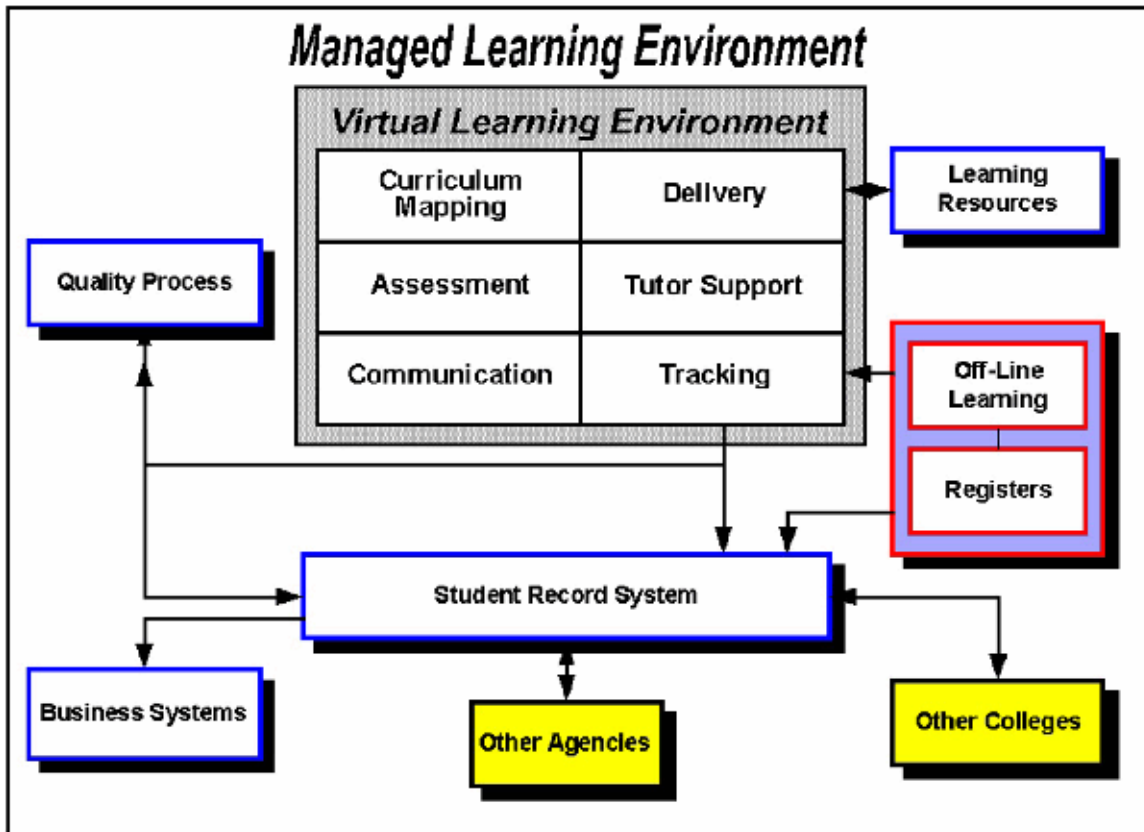 Managed Learning Environment
Virtual Learning Environment
Curriculum
Mapping
Delivery
Learning
Resources
Quality Process
Assessment
Tutor Support
Communication
Tracking
Off-Line
Learning
Registers
Student Record System
Business Systems
Other Agencies
Other Colleges